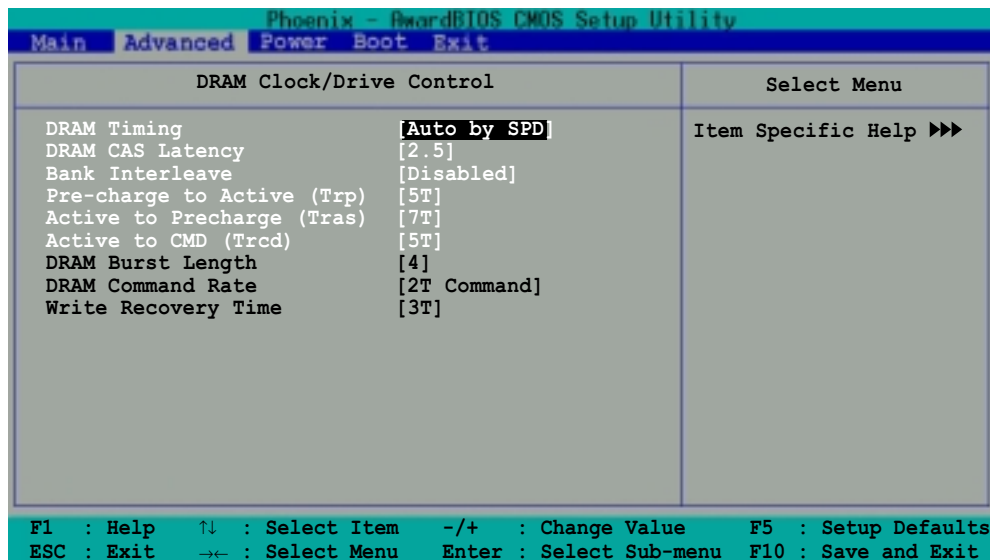 Phoenix - AwardBIOS CMOS Setup Utility
Main Advanced Power Boot Exit
DRAM Clock/Drive Control
Select Menu
DRAM Timing [Auto by SPD]
Item Specific Help
DRAM CAS Latency [2.5]
Bank Interleave [Disabled]
Pre-charge to Active (Trp) [5T]
Active to Precharge (Tras) [7T]
Active to CMD (Trcd) [5T]
DRAM Burst Length [4]
DRAM Command Rate [2T Command]
Write Recovery Time [3T]
F1 : Help ↑↓ : Select Item -/+ : Change Value F5 : Setup Defaults
ESC : Exit →← : Select Menu Enter : Select Sub-menu F10 : Save and Exit